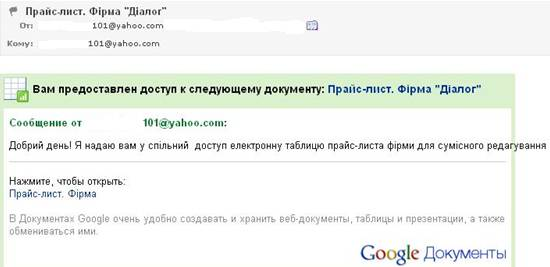 Прайс-лист. Фірма "Діалог"
От: 101@yahoo.com
Кому: 101@yahoo.com
Вам предоставлен доступ к следующему документу: Прайс-лист. Фірма "Діалог"
Сообщение от 101@yahoo.com:
Добрий день! Я надаю вам у спільний доступ електронну таблицю прайс-листа фірми для сумісного редагування
Нажмите, чтобы открыть:
Прайс-лист. Фірма
В Документах Google очень удобно создавать и хранить веб-документы, таблицы и презентации, а также
обмениваться ими.
Google Документы